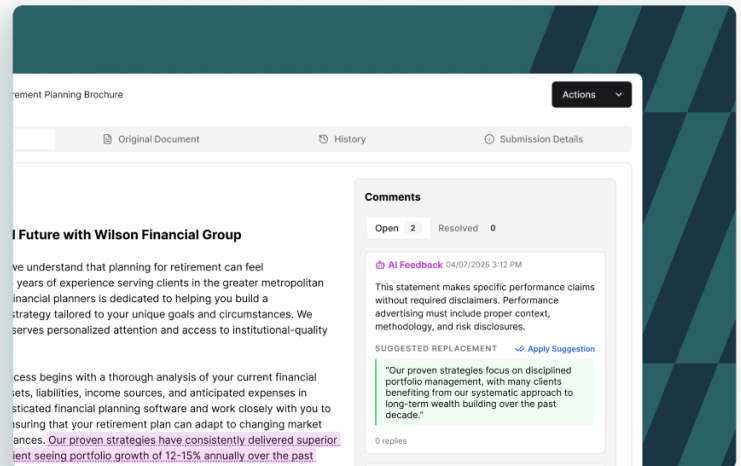 rement Planning Brochure
Actions
Original Document
History
Submission Details
l Future with Wilson Financial Group
we understand that planning for retirement can feel
years of experience serving clients in the greater metropolitan
inancial planners is dedicated to helping you build a
strategy tailored to your unique goals and circumstances. We
serves personalized attention and access to institutional-quality
cess begins with a thorough analysis of your current financial
sets, liabilities, income sources, and anticipated expenses in
sticated financial planning software and work closely with you to
nsuring that your retirement plan can adapt to changing market
ances. Our proven strategies have consistently delivered superior
ient seeing portfolio growth of 12-15% annually over the past
Comments
Open 2 Resolved 0
AI Feedback 04/07/2025 3:12 PM
This statement makes specific performance claims
without required disclaimers. Performance
advertising must include proper context,
methodology, and risk disclosures.
SUGGESTED REPLACEMENT Apply Suggestion
"Our proven strategies focus on disciplined
portfolio management, with many clients
benefiting from our systematic approach to
long-term wealth building over the past
decade."
0 replies